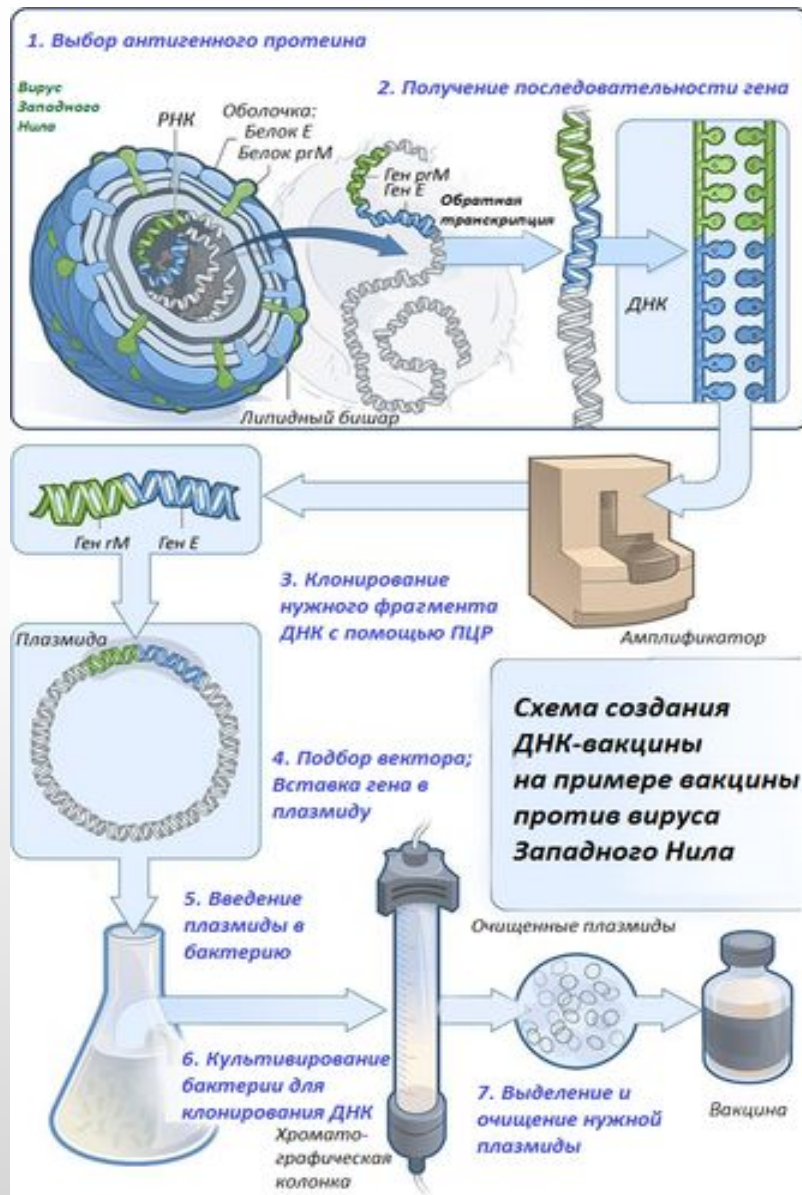 1. Выбор антигенного протеина
Вирус
Западного
Нила
РНК
Оболочка:
Белок E
Белок prM
2. Получение последовательности гена
Ген prM
Ген E
Обратная
транскрипция
ДНК
Липидный бишар
Ген rM
Ген E
3. Клонирование
нужного фрагмента
ДНК с помощью ПЦР
Амплификатор
Плазмида
4. Подбор вектора;
Вставка гена в
плазмиду
Схема создания
ДНК-вакцины
на примере вакцины
против вируса
Западного Нила
5. Введение
плазмиды в
бактерию
Очищенные плазмиды
6. Культивирование
бактерии для
клонирования ДНК
Хромато-
графическая
колонка
7. Выделение и
очищение нужной
плазмиды
Вакцина